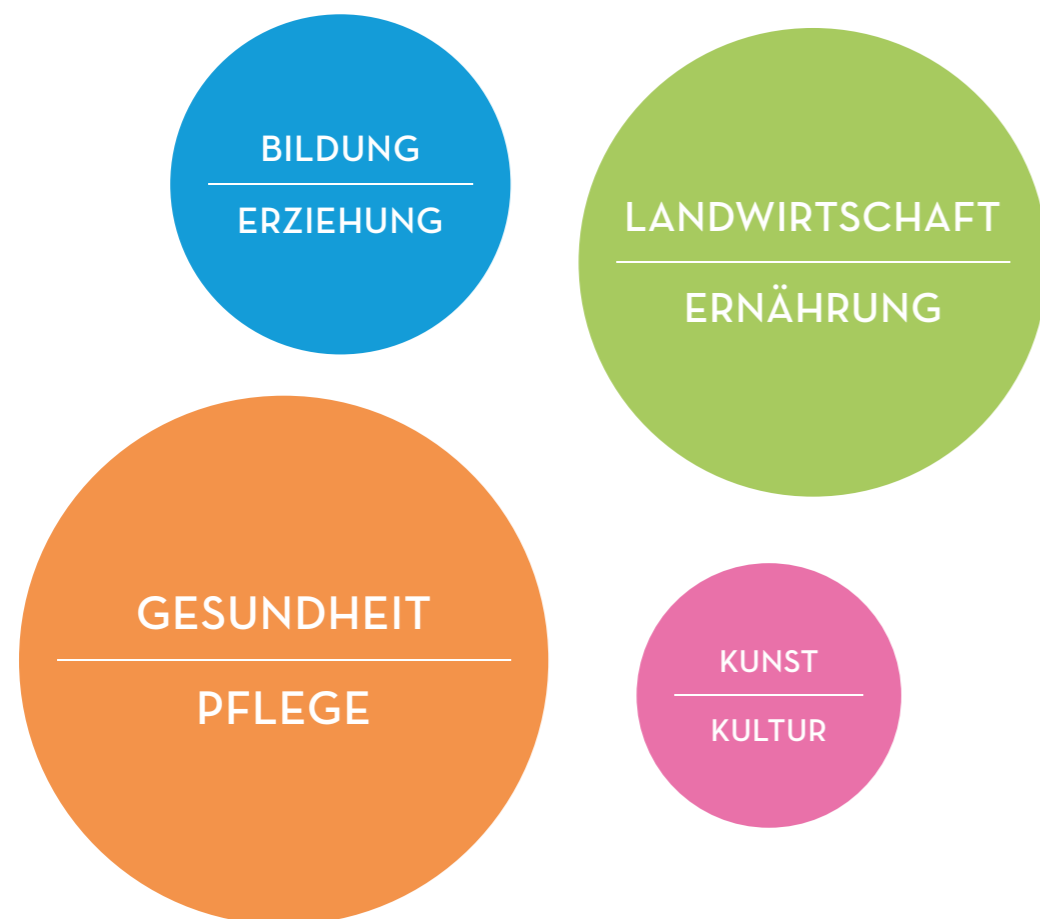 BILDUNG
ERZIEHUNG
LANDWIRTSCHAFT
ERNÄHRUNG
GESUNDHEIT
PFLEGE
KUNST
KULTUR